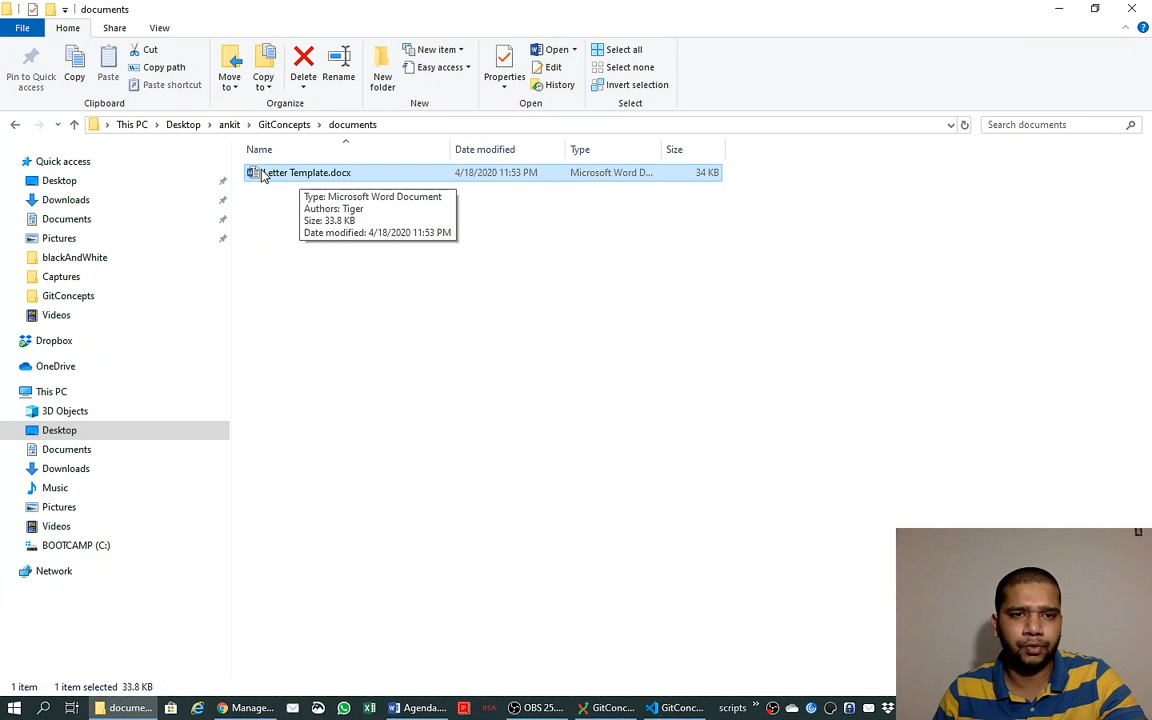 documents
File
Home
Share
View
Pin to Quick
access
Copy
Paste
Cut
Copy path
Paste shortcut
Clipboard
Move
to
Copy
to
Delete
Rename
Organize
New
folder
New item
Easy access
New
Properties
Open
Edit
History
Open
Select all
Select none
Invert selection
Select
This PC
Desktop
ankit
GitConcepts
documents
Search documents
Name
Date modified
Type
Size
Letter Template.docx
4/18/2020 11:53 PM
Microsoft Word D...
34 KB
Type: Microsoft Word Document
Authors: Tiger
Size: 33.8 KB
Date modified: 4/18/2020 11:53 PM
Quick access
Desktop
Downloads
Documents
Pictures
blackAndWhite
Captures
GitConcepts
Videos
Dropbox
OneDrive
This PC
3D Objects
Desktop
Documents
Downloads
Music
Pictures
Videos
BOOTCAMP (C:)
Network
1 item
1 item selected 33.8 KB
docume...
Manage...
Agenda....
OBS 25....
GitConc...
GitConc...
scripts